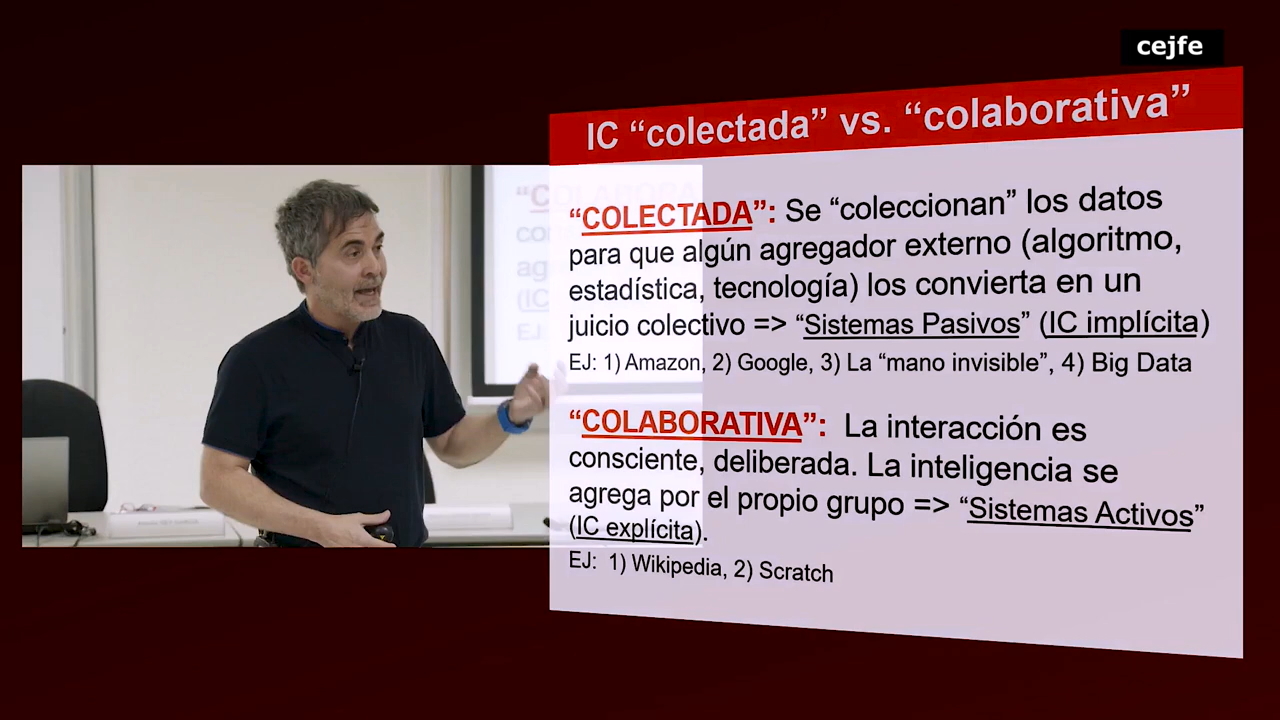 cejfe
IC “colectada” vs. “colaborativa”
“COLECTADA”: Se “coleccionan” los datos
para que algún agregador externo (algoritmo,
estadística, tecnología) los convierta en un
juicio colectivo => “Sistemas Pasivos” (IC implícita)
EJ: 1) Amazon, 2) Google, 3) La “mano invisible”, 4) Big Data
“COLABORATIVA”: La interacción es
consciente, deliberada. La inteligencia se
agrega por el propio grupo => “Sistemas Activos”
(IC explícita).
EJ: 1) Wikipedia, 2) Scratch